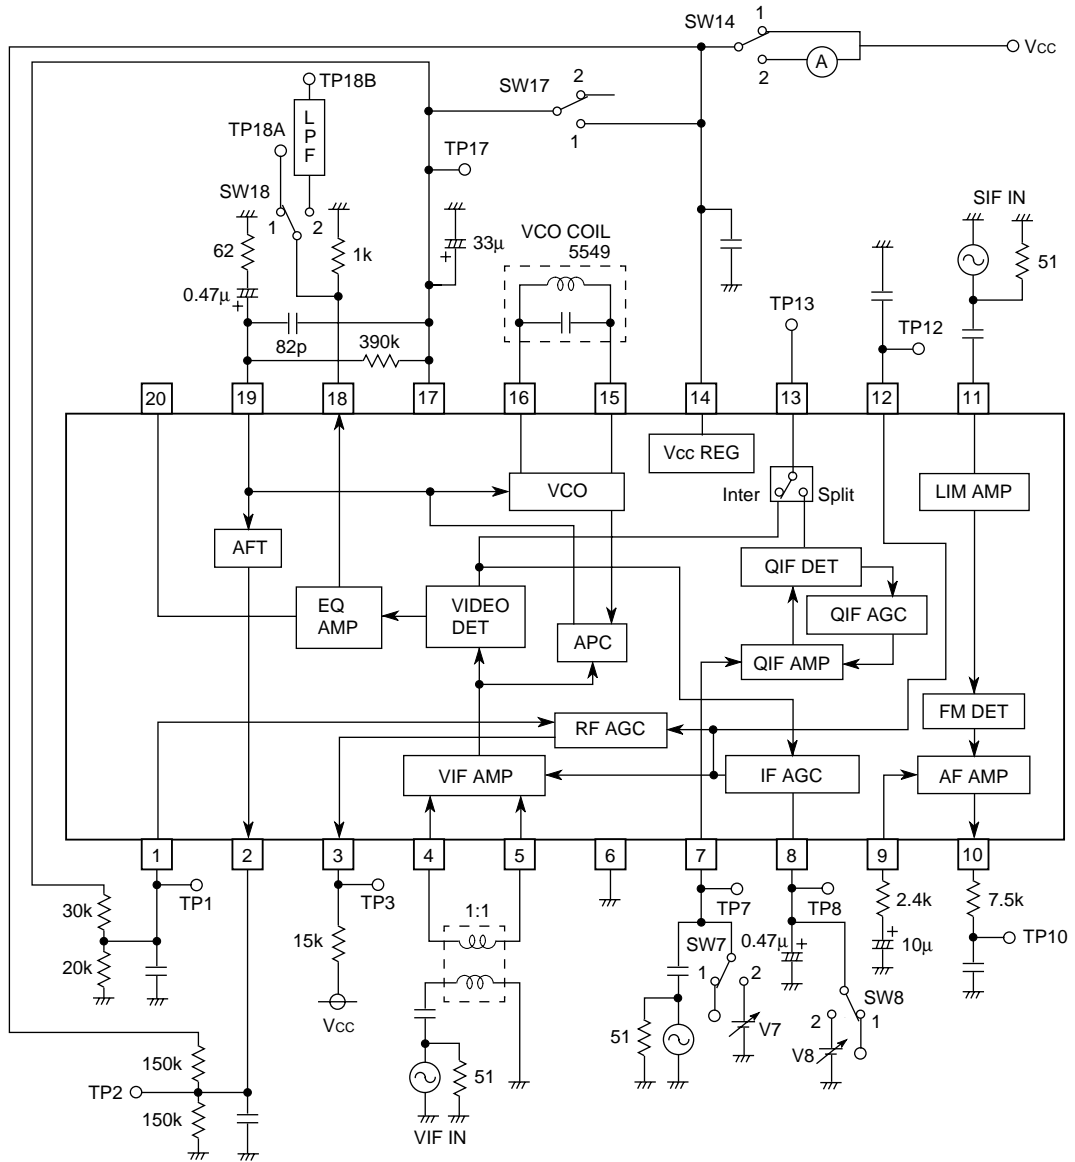 SW14
1
2
A
VCC
SW17
2
1
TP18B
LPF
TP18A
SW18
1
2
TP17
SIF IN
62
1k
33μ
+
VCO COIL
5549
51
0.47μ
+
82p
390k
TP13
TP12
20
19
18
17
16
15
14
13
12
11
VCC REG
VCO
Inter
Split
LIM AMP
AFT
QIF DET
EQ
AMP
VIDEO
DET
APC
QIF AGC
QIF AMP
FM DET
RF AGC
VIF AMP
IF AGC
AF AMP
1
2
3
4
5
6
7
8
9
10
TP1
TP3
TP7
TP8
30k
20k
15k
1:1
SW7
1
2
0.47μ
+
2.4k
7.5k
10μ
+
TP10
VCC
SW8
2
1
V7
V8
51
150k
TP2
150k
51
VIF IN